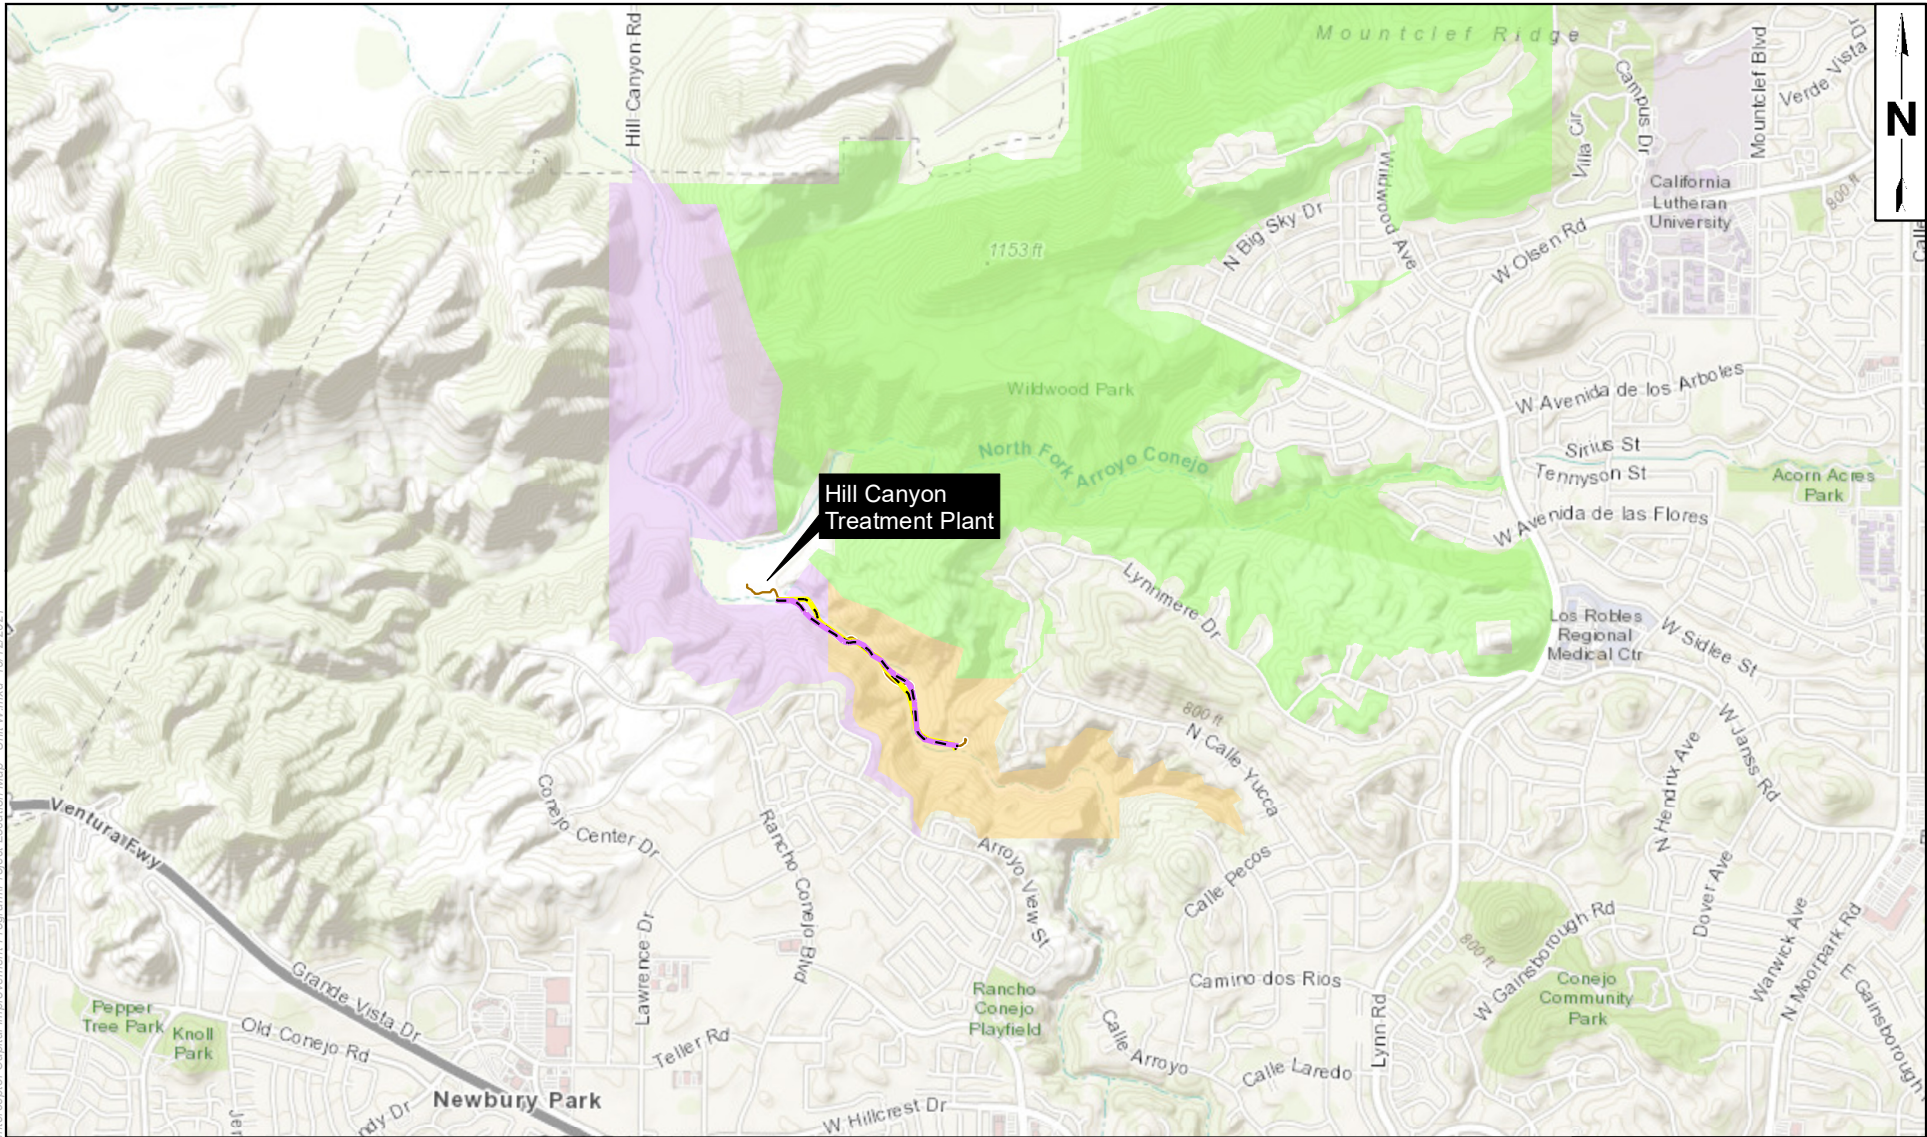 Mountclef Ridge
Hill Canyon Rd
Campus Dr
Mountclef Blvd
Verde Vista Dr
N
Villa Cir
California
Lutheran
University
800 ft
Wildwood Ave
N Big Sky Dr
W Olsen Rd
1153 ft
Calle
Wildwood Park
W Avenida de los Arboles
North Fork Arroyo Conejo
Sirius St
Tennyson St
Acorn Acres
Park
Hill Canyon
Treatment Plant
W Avenida de las Flores
Lynnmere Dr
Los Robles
Regional
Medical Ctr
W Sidlee St
800 ft
N Calle Yucca
W Janss Rd
N Hendrix Ave
Ventura Fwy
Conejo Center Dr
Rancho Conejo Blvd
Arroyo View St
Calle Pecos
Dover Ave
W Gainsborough Rd
800 ft
Warwick Ave
N Moorpark Rd
E Gainsborough
Lawrence Dr
Grande Vista Dr
Camino dos Rios
Conejo
Community
Park
Rancho
Conejo
Playfield
Pepper
Tree Park
Knoll
Park
Old Conejo Rd
Teller Rd
Calle Arroyo
Calle Laredo
Lynn Rd
Newbury Park
W Hillcrest Dr